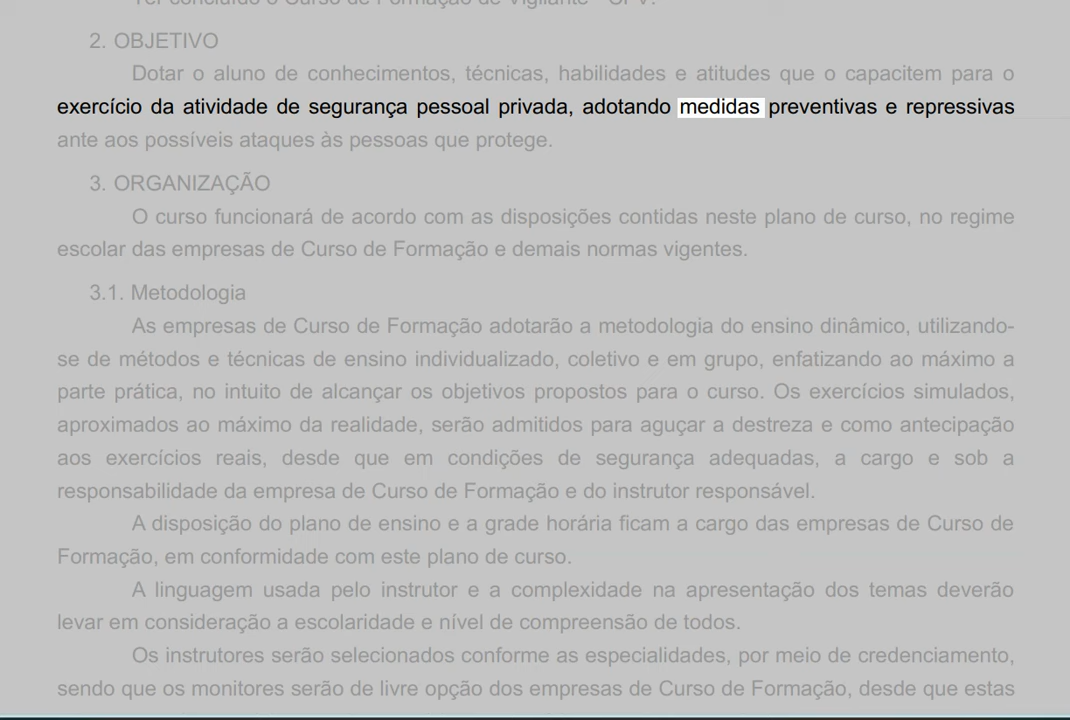 Ter concluído o Curso de Formação de Vigilante - CFV.
2. OBJETIVO
Dotar o aluno de conhecimentos, técnicas, habilidades e atitudes que o capacitem para o
exercício da atividade de segurança pessoal privada, adotando medidas preventivas e repressivas
ante aos possíveis ataques às pessoas que protege.
3. ORGANIZAÇÃO
O curso funcionará de acordo com as disposições contidas neste plano de curso, no regime
escolar das empresas de Curso de Formação e demais normas vigentes.
3.1. Metodologia
As empresas de Curso de Formação adotarão a metodologia do ensino dinâmico, utilizando-
se de métodos e técnicas de ensino individualizado, coletivo e em grupo, enfatizando ao máximo a
parte prática, no intuito de alcançar os objetivos propostos para o curso. Os exercícios simulados,
aproximados ao máximo da realidade, serão admitidos para aguçar a destreza e como antecipação
aos exercícios reais, desde que em condições de segurança adequadas, a cargo e sob a
responsabilidade da empresa de Curso de Formação e do instrutor responsável.
A disposição do plano de ensino e a grade horária ficam a cargo das empresas de Curso de
Formação, em conformidade com este plano de curso.
A linguagem usada pelo instrutor e a complexidade na apresentação dos temas deverão
levar em consideração a escolaridade e nível de compreensão de todos.
Os instrutores serão selecionados conforme as especialidades, por meio de credenciamento,
sendo que os monitores serão de livre opção dos empresas de Curso de Formação, desde que estas